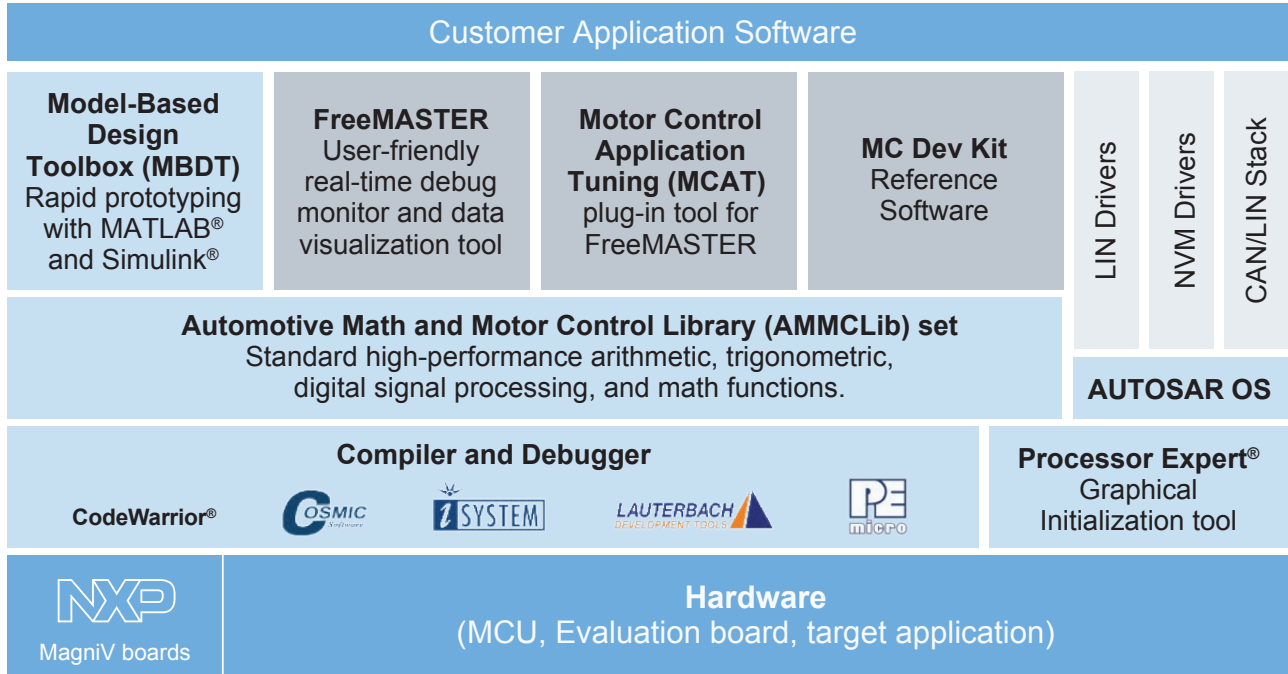 Customer Application Software
Model-Based
Design
Toolbox (MBDT)
Rapid prototyping
with MATLAB®
and Simulink®
FreeMASTER
User-friendly
real-time debug
monitor and data
visualization tool
Motor Control
Application
Tuning (MCAT)
plug-in tool for
FreeMASTER
MC Dev Kit
Reference
Software
LIN Drivers
NVM Drivers
CAN/LIN Stack
Automotive Math and Motor Control Library (AMMCLib) set
Standard high-performance arithmetic, trigonometric,
digital signal processing, and math functions.
AUTOSAR OS
Compiler and Debugger
CodeWarrior®
COSMIC
Software
iSYSTEM
LAUTERBACH
DEVELOPMENT TOOLS
PE
micro
Processor Expert®
Graphical
Initialization tool
NXP
MagniV boards
Hardware
(MCU, Evaluation board, target application)